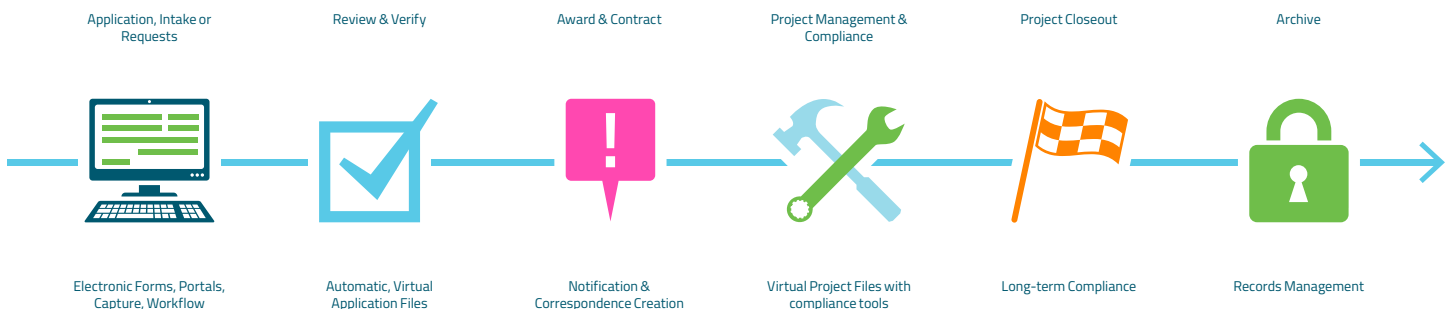 Application, Intake or
Requests
Review & Verify
Award & Contract
Project Management &
Compliance
Project Closeout
Archive
!
Electronic Forms, Portals,
Capture, Workflow
Automatic, Virtual
Application Files
Notification &
Correspondence Creation
Virtual Project Files with
compliance tools
Long-term Compliance
Records Management